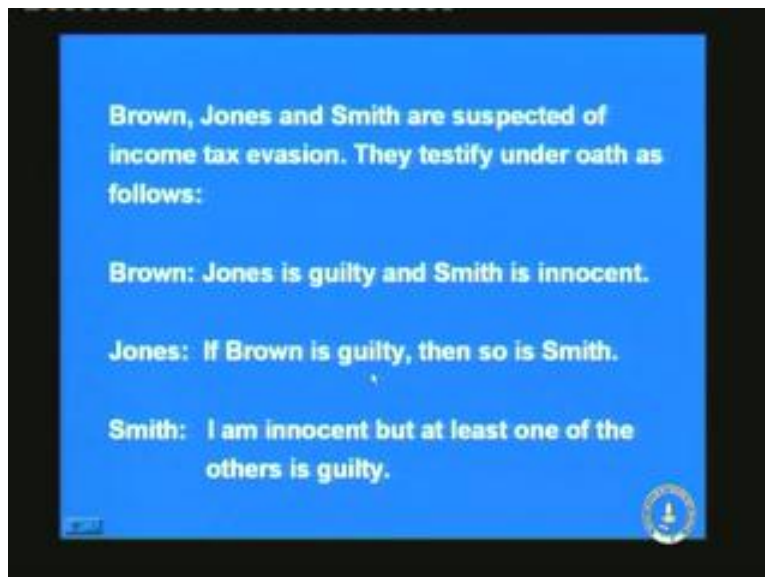 Brown, Jones and Smith are suspected of
income tax evasion. They testify under oath as
follows:
Brown: Jones is guilty and Smith is innocent.
Jones: If Brown is guilty, then so is Smith.
Smith: I am innocent but at least one of the
others is guilty.